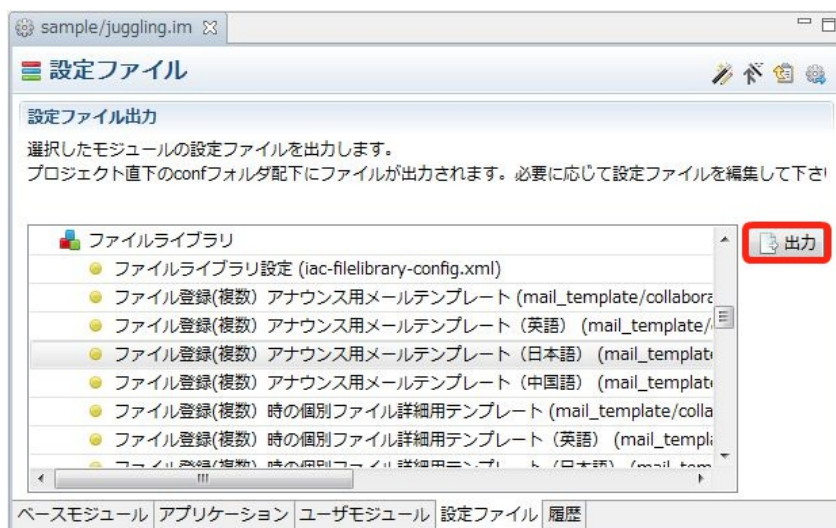 sample/juggling.im
設定ファイル
設定ファイル出力
選択したモジュールの設定ファイルを出力します。
プロジェクト直下のconfフォルダ配下にファイルが出力されます。必要に応じて設定ファイルを編集して下さ
ファイルライブラリ
出力
ファイルライブラリ設定 (iac-filelibrary-config.xml)
ファイル登録(複数) アナウンス用メールテンプレート (mail_template/collabora
ファイル登録(複数) アナウンス用メールテンプレート（英語） (mail_template/
ファイル登録(複数) アナウンス用メールテンプレート（日本語） (mail_templat
ファイル登録(複数) アナウンス用メールテンプレート（中国語） (mail_templat
ファイル登録(複数) 時の個別ファイル詳細用テンプレート (mail_template/colla
ファイル登録(複数) 時の個別ファイル詳細用テンプレート（英語） (mail_templ
ベースモジュール アプリケーション ユーザモジュール 設定ファイル 履歴